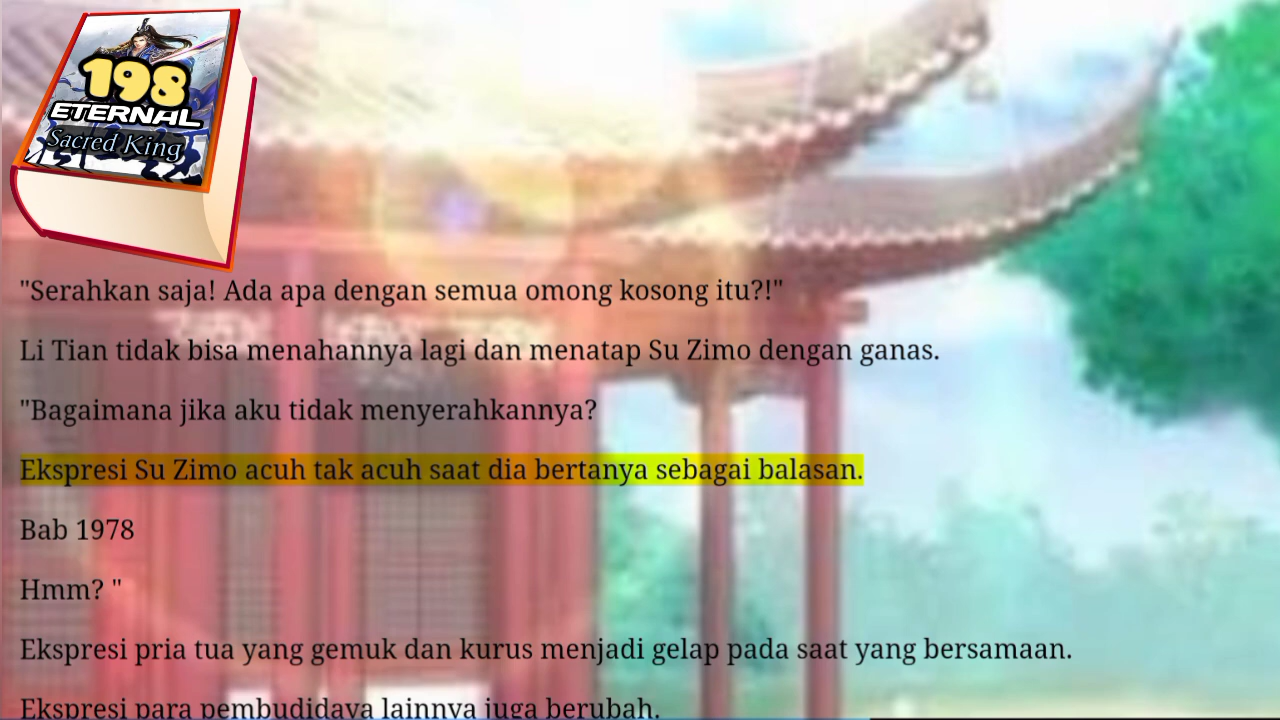 198
ETERNAL
Sacred King
"Serahkan saja! Ada apa dengan semua omong kosong itu?!"
Li Tian tidak bisa menahannya lagi dan menatap Su Zimo dengan ganas.
"Bagaimana jika aku tidak menyerahkannya?
Ekspresi Su Zimo acuh tak acuh saat dia bertanya sebagai balasan.
Bab 1978
Hmm? "
Ekspresi pria tua yang gemuk dan kurus menjadi gelap pada saat yang bersamaan.
Ekspresi para pembudidaya lainnya juga berubah.